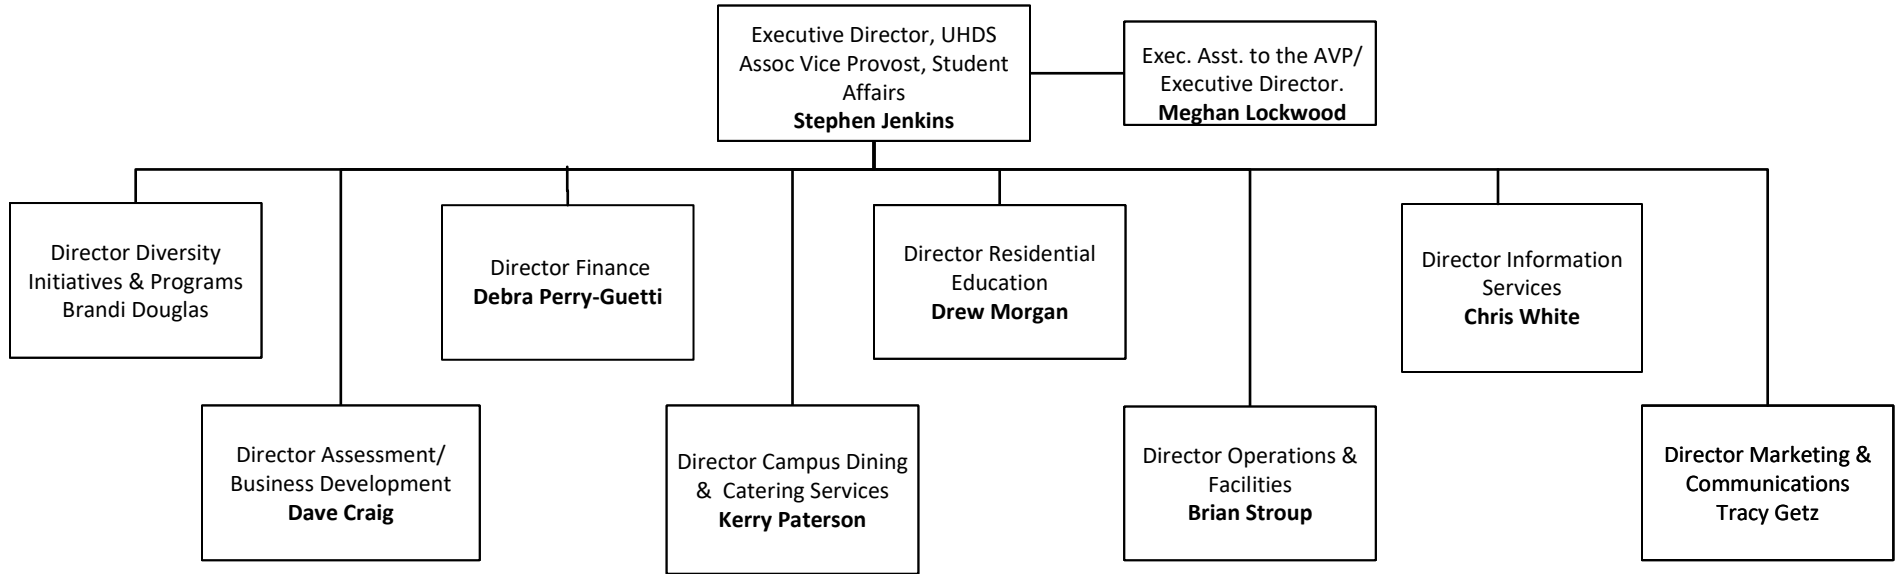 Executive Director, UHDS
Assoc Vice Provost, Student
Affairs
Stephen Jenkins
Exec. Asst. to the AVP/
Executive Director.
Meghan Lockwood
Director Diversity
Initiatives & Programs
Brandi Douglas
Director Finance
Debra Perry-Guetti
Director Residential
Education
Drew Morgan
Director Information
Services
Chris White
Director Assessment/
Business Development
Dave Craig
Director Campus Dining
& Catering Services
Kerry Paterson
Director Operations &
Facilities
Brian Stroup
Director Marketing &
Communications
Tracy Getz